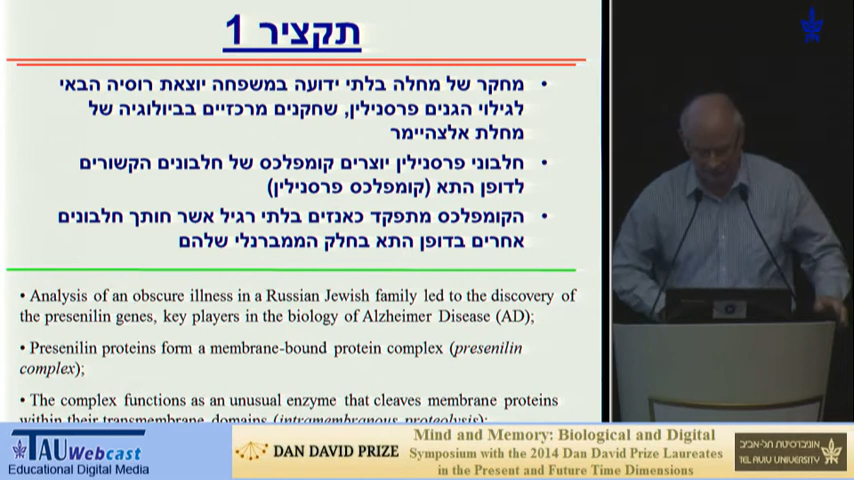 תקציר 1
• מחקר של מחלה בלתי ידועה במשפחה יוצאת רוסיה הבאי
לגילוי הגנים פרסנילין, שחקנים מרכזיים בביולוגיה של
מחלת אלצהיימר
• חלבוני פרסנילין יוצרים קומפלכס של חלבונים הקשורים
לדופן התא (קומפלכס פרסנילין)
• הקומפלכס מתפקד כאנזים בלתי רגיל אשר חותך חלבונים
אחרים בדופן התא בחלק הממברנלי שלהם
• Analysis of an obscure illness in a Russian Jewish family led to the discovery of
the presenilin genes, key players in the biology of Alzheimer Disease (AD);
• Presenilin proteins form a membrane-bound protein complex (presenilin
complex);
• The complex functions as an unusual enzyme that cleaves membrane proteins
within their transmembrane domains (intramembranous proteolysis);
TAU Webcast
Educational Digital Media
DAN DAVID PRIZE
Mind and Memory: Biological and Digital
Symposium with the 2014 Dan David Prize Laureates
in the Present and Future Time Dimensions
אוניברסיטת תל-אביב
TEL AVIV UNIVERSITY